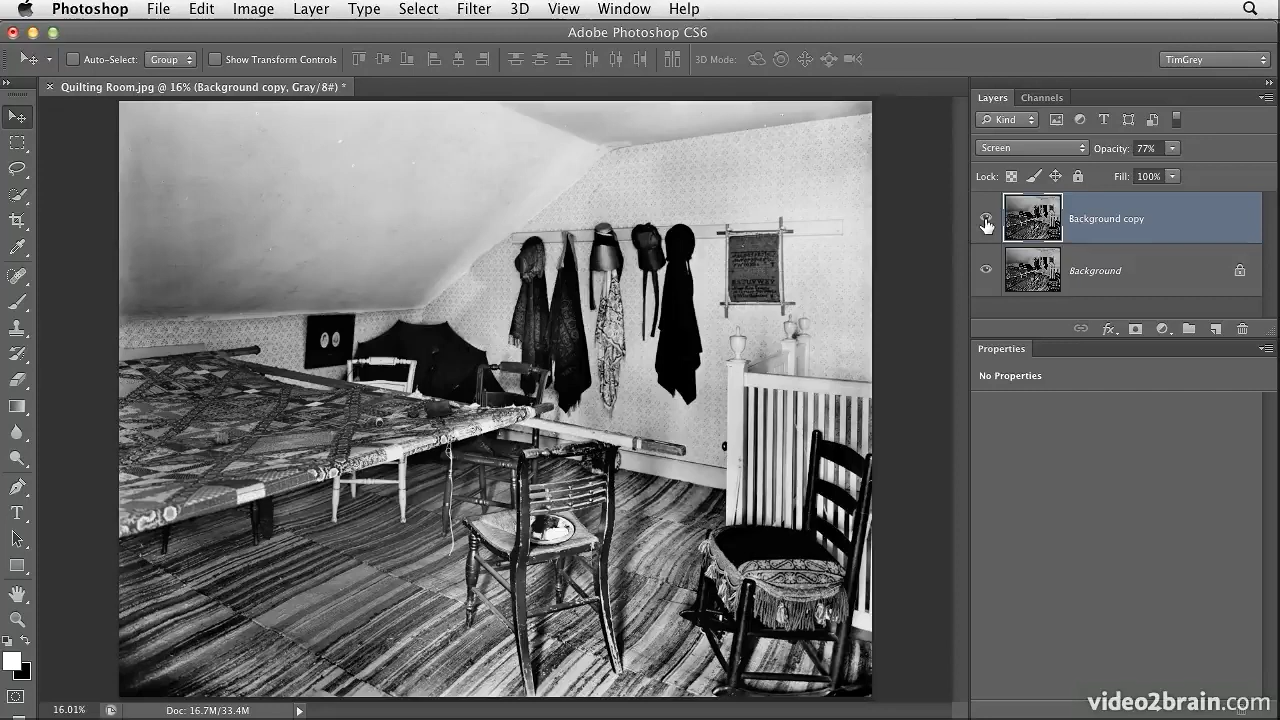 Photoshop File Edit Image Layer Type Select Filter 3D View Window Help
Adobe Photoshop CS6
Auto-Select: Group Show Transform Controls 3D Mode: TimGrey
× Quilting Room.jpg @ 16% (Background copy, Gray/8#) *
Layers Channels
Kind
Screen Opacity: 77%
Lock: Fill: 100%
Background copy
Background
Properties
No Properties
16.01% Doc: 16.7M/33.4M
video2brain.com